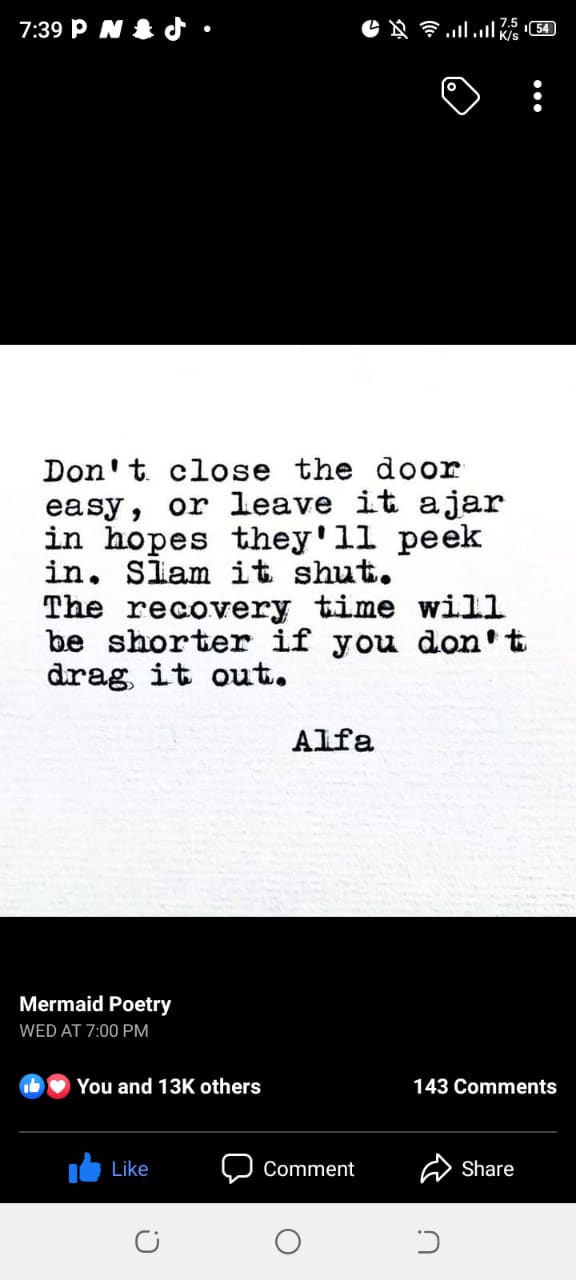 7:39
7.5
K/s
54
Don't close the door
easy, or leave it ajar
in hopes they'll peek
in. Slam it shut.
The recovery time will
be shorter if you don't
drag it out.
Alfa
Mermaid Poetry
WED AT 7:00 PM
You and 13K others 143 Comments
Like Comment Share